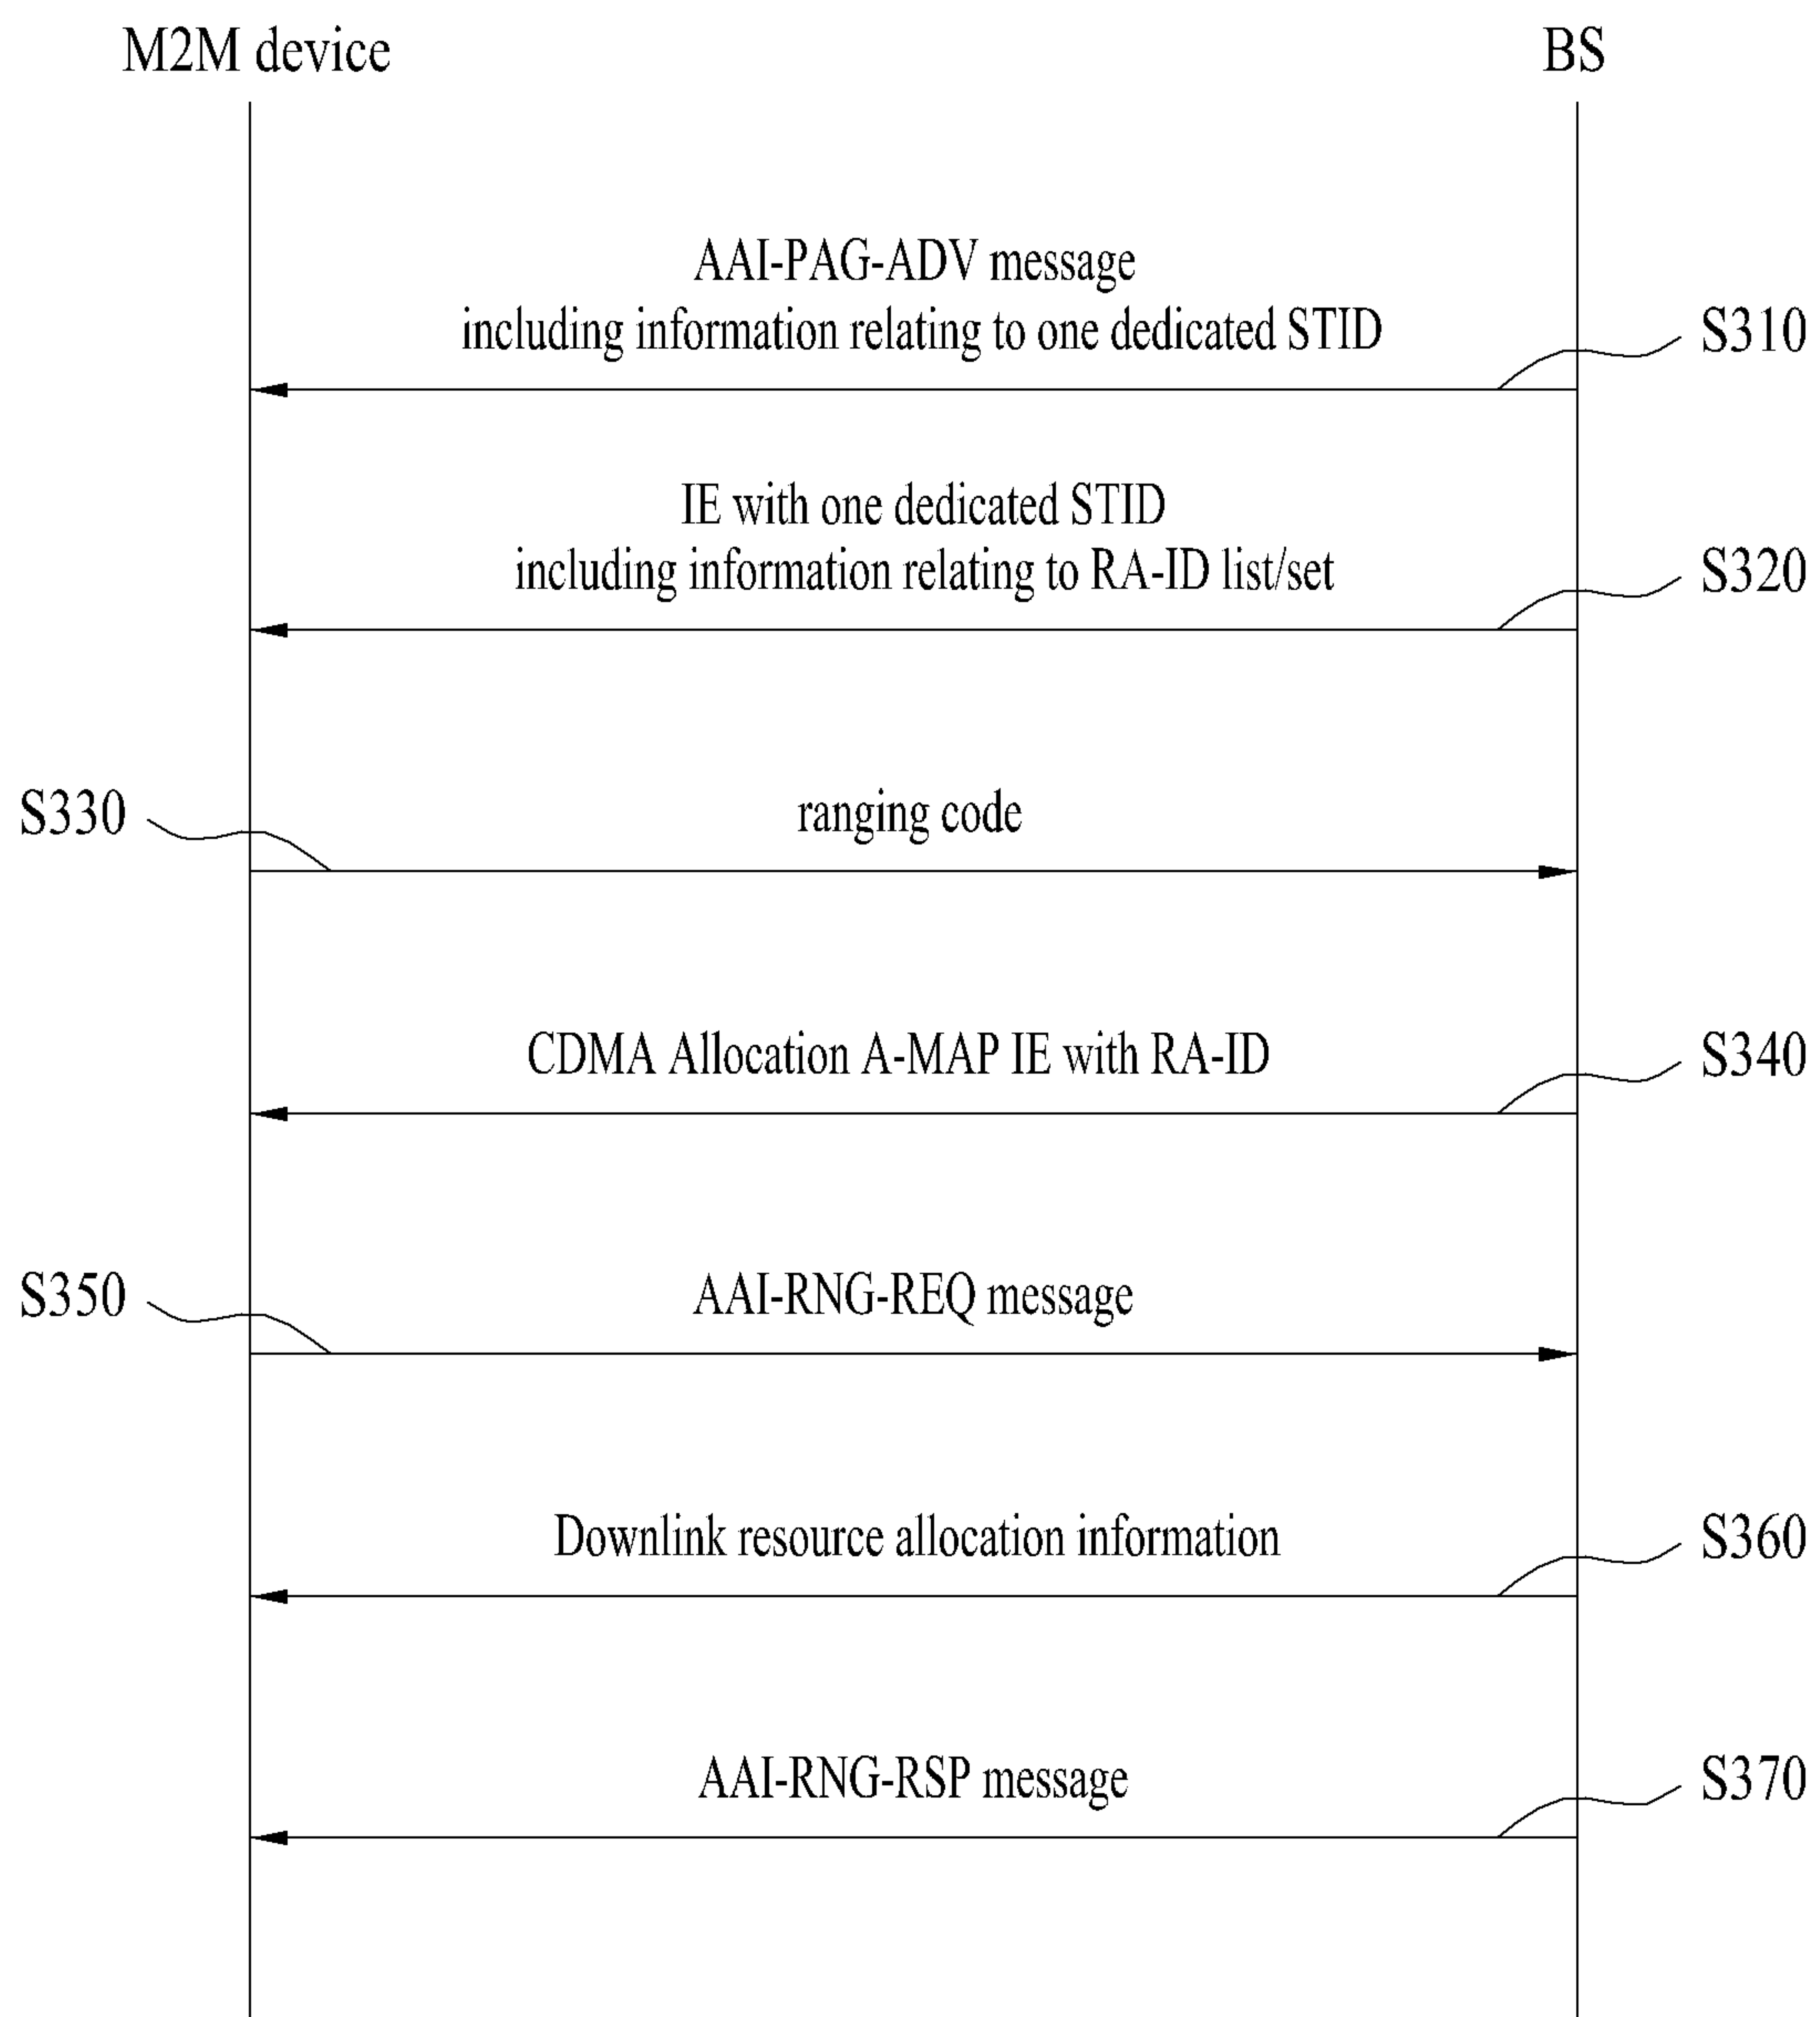 M2M device
BS
AAI-PAG-ADV message
including information relating to one dedicated STID
S310
IE with one dedicated STID
including information relating to RA-ID list/set
S320
S330
ranging code
CDMA Allocation A-MAP IE with RA-ID
S340
S350
AAI-RNG-REQ message
Downlink resource allocation information
S360
AAI-RNG-RSP message
S370